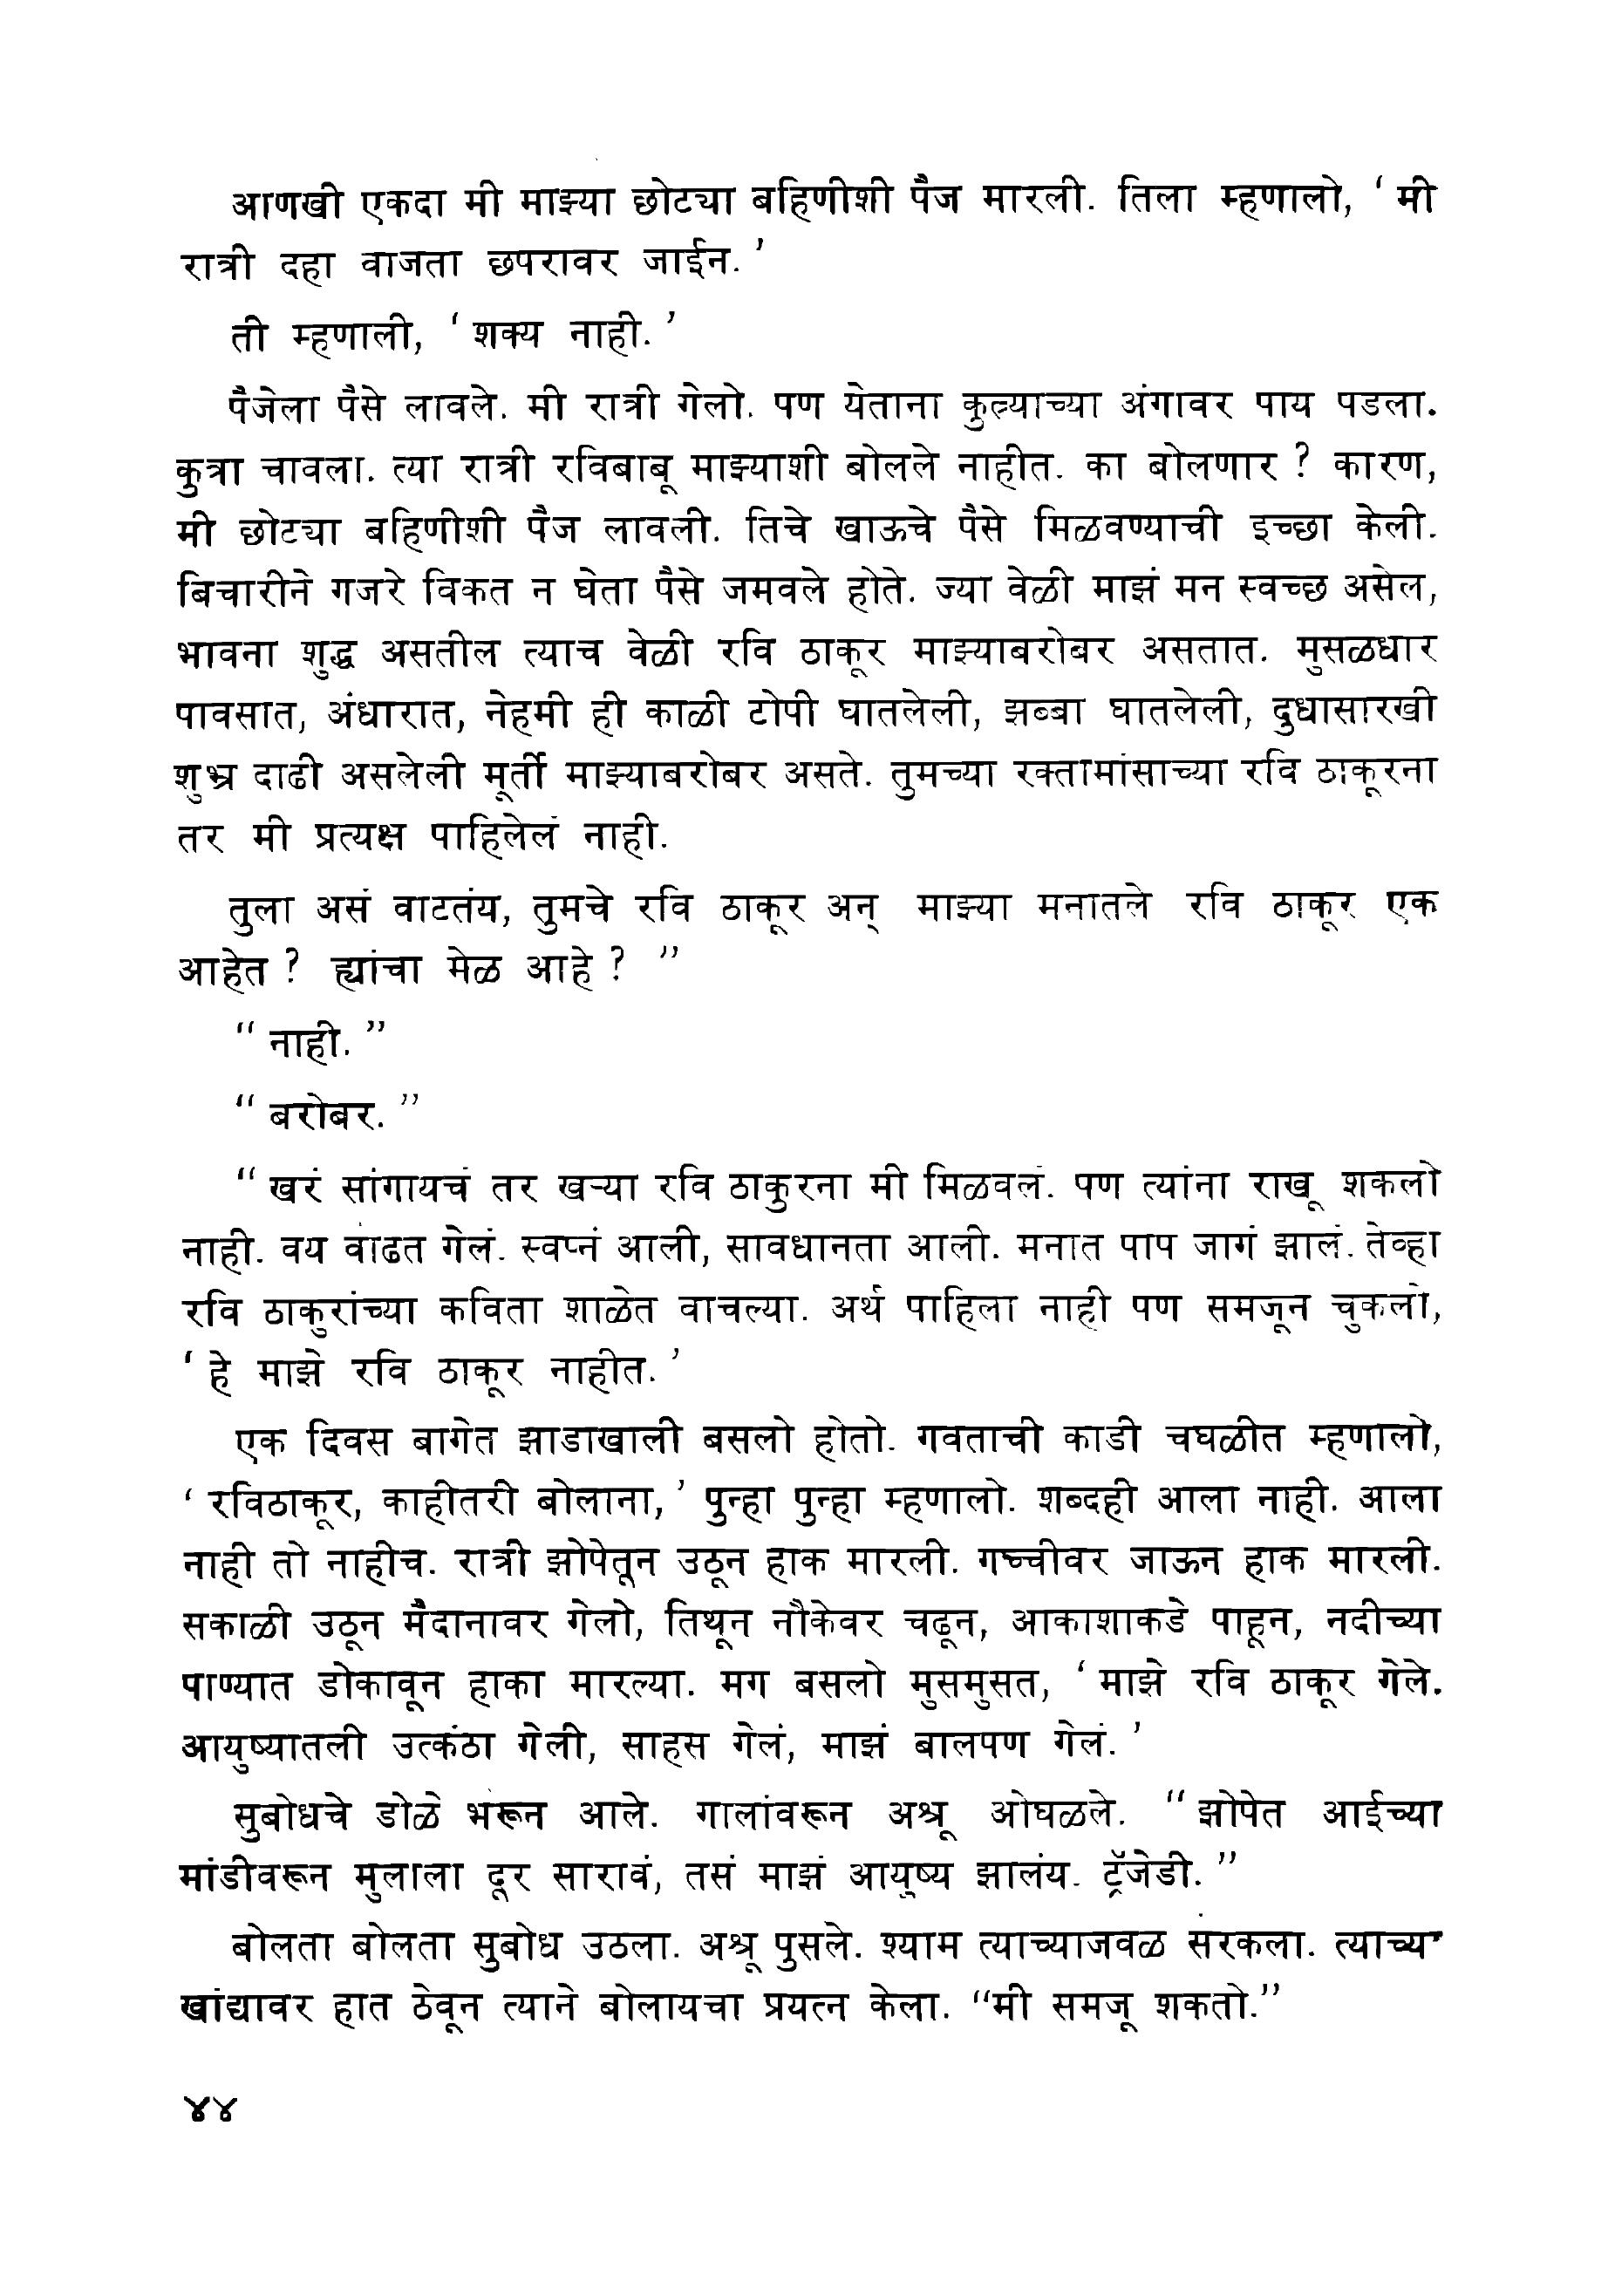 आणखी एकदा मी माझ्या छोट्या बहिणीशी पैज मारली. तिला म्हणालो, ‘ मी
रात्री दहा वाजता छपरावर जाईन. ’
ती म्हणाली, ‘ शक्य नाही. ’
पैजेला पैसे लावले. मी रात्री गेलो. पण येताना कुत्र्याच्या अंगावर पाय पडला.
कुत्रा चावला. त्या रात्री रविबाबू माझ्याशी बोलले नाहीत. का बोलणार ? कारण,
मी छोट्या बहिणीशी पैज लावली. तिचे खाऊचे पैसे मिळवण्याची इच्छा केली.
बिचारीने गजरे विकत न घेता पैसे जमवले होते. ज्या वेळी माझं मन स्वच्छ असेल,
भावना शुद्ध असतील त्याच वेळी रवि ठाकूर माझ्याबरोबर असतात. मुसळधार
पावसात, अंधारात, नेहमी ही काळी टोपी घातलेली, झब्बा घातलेली, दुधासारखी
शुभ्र दाढी असलेली मूर्ती माझ्याबरोबर असते. तुमच्या रक्तामांसाच्या रवि ठाकूरना
तर मी प्रत्यक्ष पाहिलेलं नाही.
तुला असं वाटतंय, तुमचे रवि ठाकूर अन् माझ्या मनातले रवि ठाकूर एक
आहेत ? ह्यांचा मेळ आहे ? ”
“ नाही. ”
“ बरोबर. ”
“ खरं सांगायचं तर खऱ्या रवि ठाकुरना मी मिळवलं. पण त्यांना राखू शकलो
नाही. वय वाढत गेलं. स्वप्नं आली, सावधानता आली. मनात पाप जागं झालं. तेव्हा
रवि ठाकुरांच्या कविता शाळेत वाचल्या. अर्थ पाहिला नाही पण समजून चुकलो,
‘ हे माझे रवि ठाकूर नाहीत. ’
एक दिवस बागेत झाडाखाली बसलो होतो. गवताची काडी चघळीत म्हणालो,
‘ रविठाकूर, काहीतरी बोलाना, ’ पुन्हा पुन्हा म्हणालो. शब्दही आला नाही. आला
नाही तो नाहीच. रात्री झोपेतून उठून हाक मारली. गच्चीवर जाऊन हाक मारली.
सकाळी उठून मैदानावर गेलो, तिथून नौकेवर चढून, आकाशाकडे पाहून, नदीच्या
पाण्यात डोकावून हाका मारल्या. मग बसलो मुसमुसत, ‘ माझे रवि ठाकूर गेले.
आयुष्यातली उत्कंठा गेली, साहस गेलं, माझं बालपण गेलं. ’
सुबोधचे डोळे भरून आले. गालांवरून अश्रू ओघळले. “ झोपेत आईच्या
मांडीवरून मुलाला दूर सारावं, तसं माझं आयुष्य झालंय. ट्रॅजेडी. ”
बोलता बोलता सुबोध उठला. अश्रू पुसले. श्याम त्याच्याजवळ सरकला. त्याच्या
खांद्यावर हात ठेवून त्याने बोलायचा प्रयत्न केला. “मी समजू शकतो.”
४४